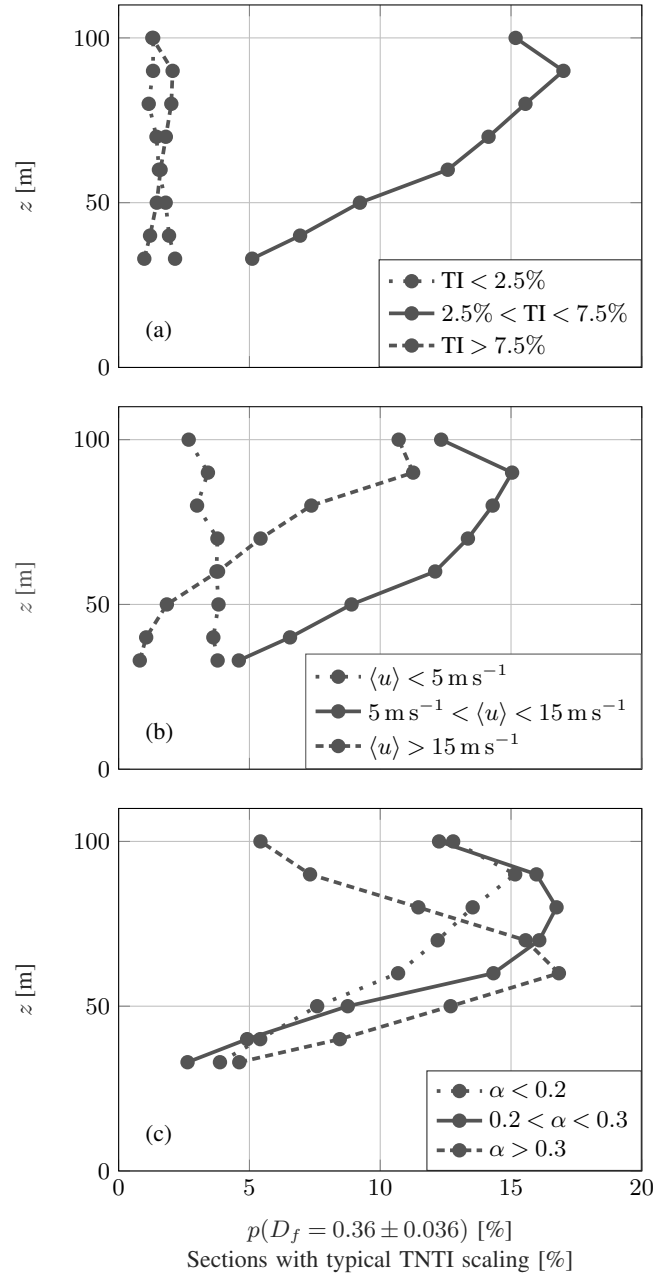 100
50
0
z [m]
(a)
TI < 2.5%
2.5% < TI < 7.5%
TI > 7.5%
100
50
0
z [m]
(b)
⟨u⟩ < 5 m s⁻¹
5 m s⁻¹ < ⟨u⟩ < 15 m s⁻¹
⟨u⟩ > 15 m s⁻¹
100
50
0
z [m]
(c)
α < 0.2
0.2 < α < 0.3
α > 0.3
0 5 10 15 20
p(D_f = 0.36 ± 0.036) [%]
Sections with typical TNTI scaling [%]